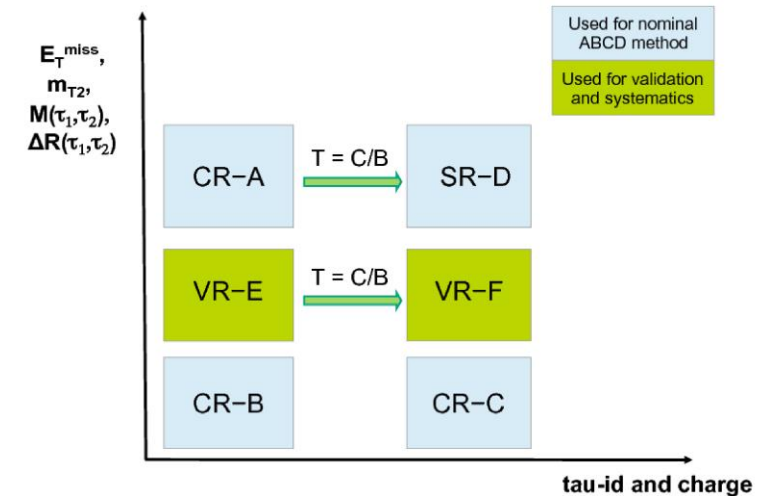 E_T^miss,
m_T2,
M(τ₁,τ₂),
ΔR(τ₁,τ₂)
Used for nominal
ABCD method
Used for validation
and systematics
CR−A
T = C/B
SR−D
VR−E
T = C/B
VR−F
CR−B
CR−C
tau-id and charge